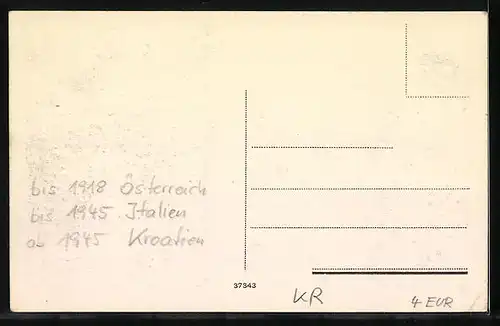 bis 1918 Österreich
bis 1945 Italien
ab 1945 Kroatien
37343
KR
4 EUR